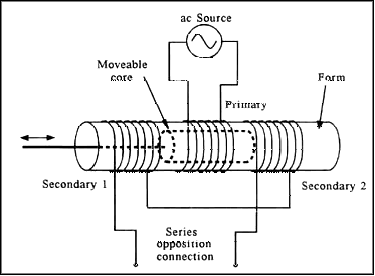 ac Source
Moveable
core
Form
Primary
Secondary 1
Secondary 2
Series
opposition
connection